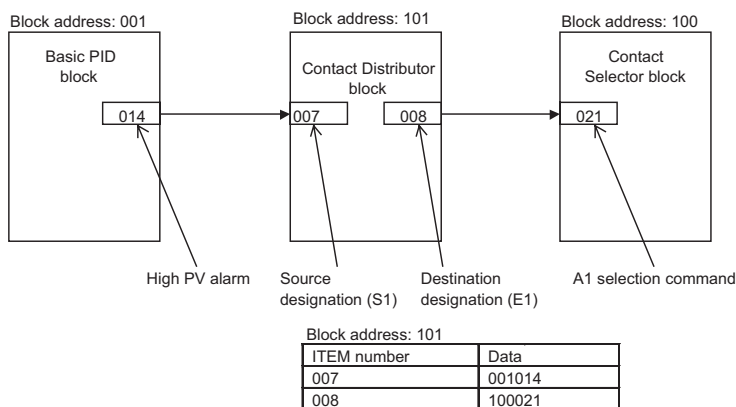 Block address: 001
Block address: 101
Block address: 100
Basic PID
block
Contact Distributor
block
Contact
Selector block
014
007
008
021
High PV alarm
Source
designation (S1)
Destination
designation (E1)
A1 selection command
Block address: 101
ITEM number Data
007 001014
008 100021